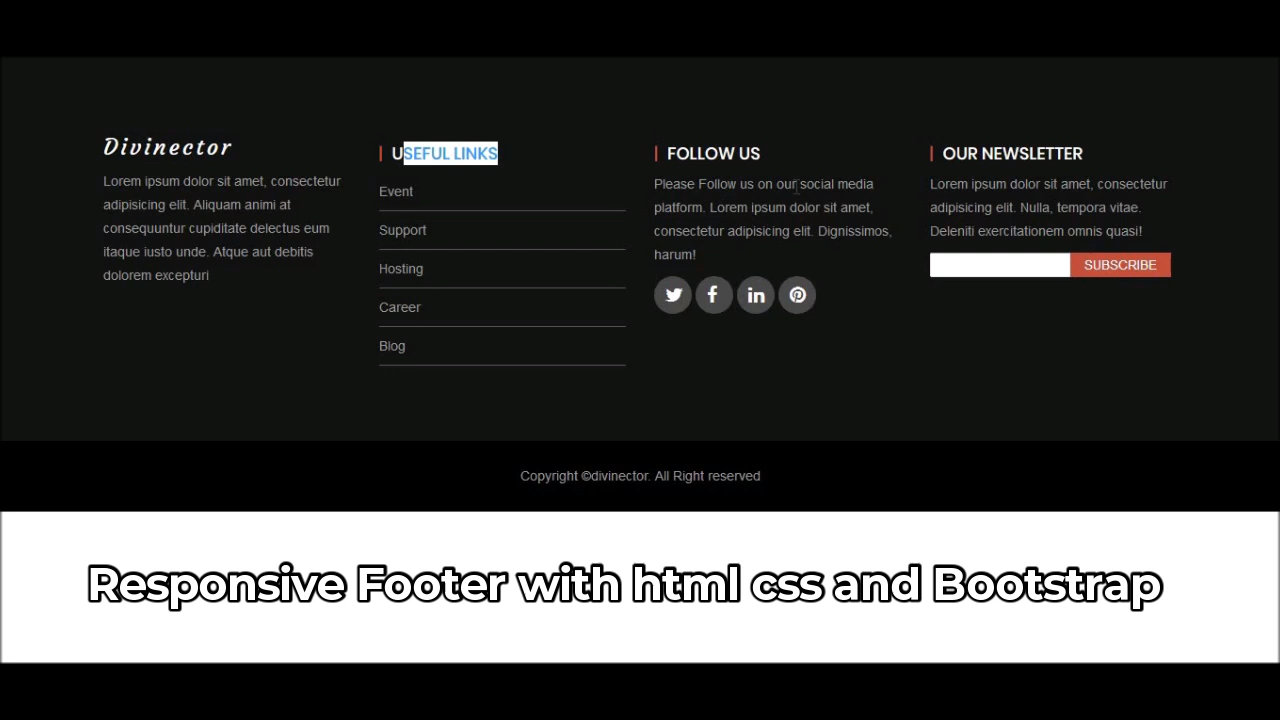 Divinector
Lorem ipsum dolor sit amet, consectetur
adipisicing elit. Aliquam animi at
consequuntur cupiditate delectus eum
itaque iusto unde. Atque aut debitis
dolorem excepturi
USEFUL LINKS
Event
Support
Hosting
Career
Blog
FOLLOW US
Please Follow us on our social media
platform. Lorem ipsum dolor sit amet,
consectetur adipisicing elit. Dignissimos,
harum!
OUR NEWSLETTER
Lorem ipsum dolor sit amet, consectetur
adipisicing elit. Nulla, tempora vitae.
Deleniti exercitationem omnis quasi!
SUBSCRIBE
Copyright ©divinector. All Right reserved
Responsive Footer with html css and Bootstrap